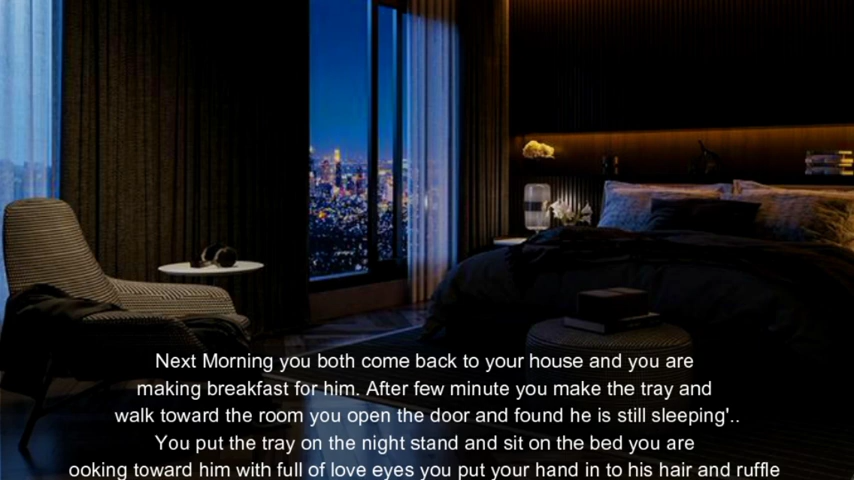 Next Morning you both come back to your house and you are
making breakfast for him. After few minute you make the tray and
walk toward the room you open the door and found he is still sleeping'..
You put the tray on the night stand and sit on the bed you are
ooking toward him with full of love eyes you put your hand in to his hair and ruffle